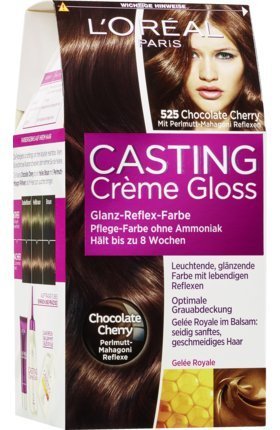 WICHTIGE HINWEISE
L'ORÉAL
PARIS
525 Chocolate Cherry
Mit Perlmutt-Mahagoni Reflexen
CASTING
Crème Gloss
Glanz-Reflex-Farbe
Pflege-Farbe ohne Ammoniak
Hält bis zu 8 Wochen
Leuchtende, glänzende
Farbe mit lebendigen
Reflexen
Optimale
Grauabdeckung
Gelée Royale im Balsam:
seidig sanftes,
geschmeidiges Haar
Chocolate
Cherry
Perlmutt-
Mahagoni
Reflexe
Gelée Royale